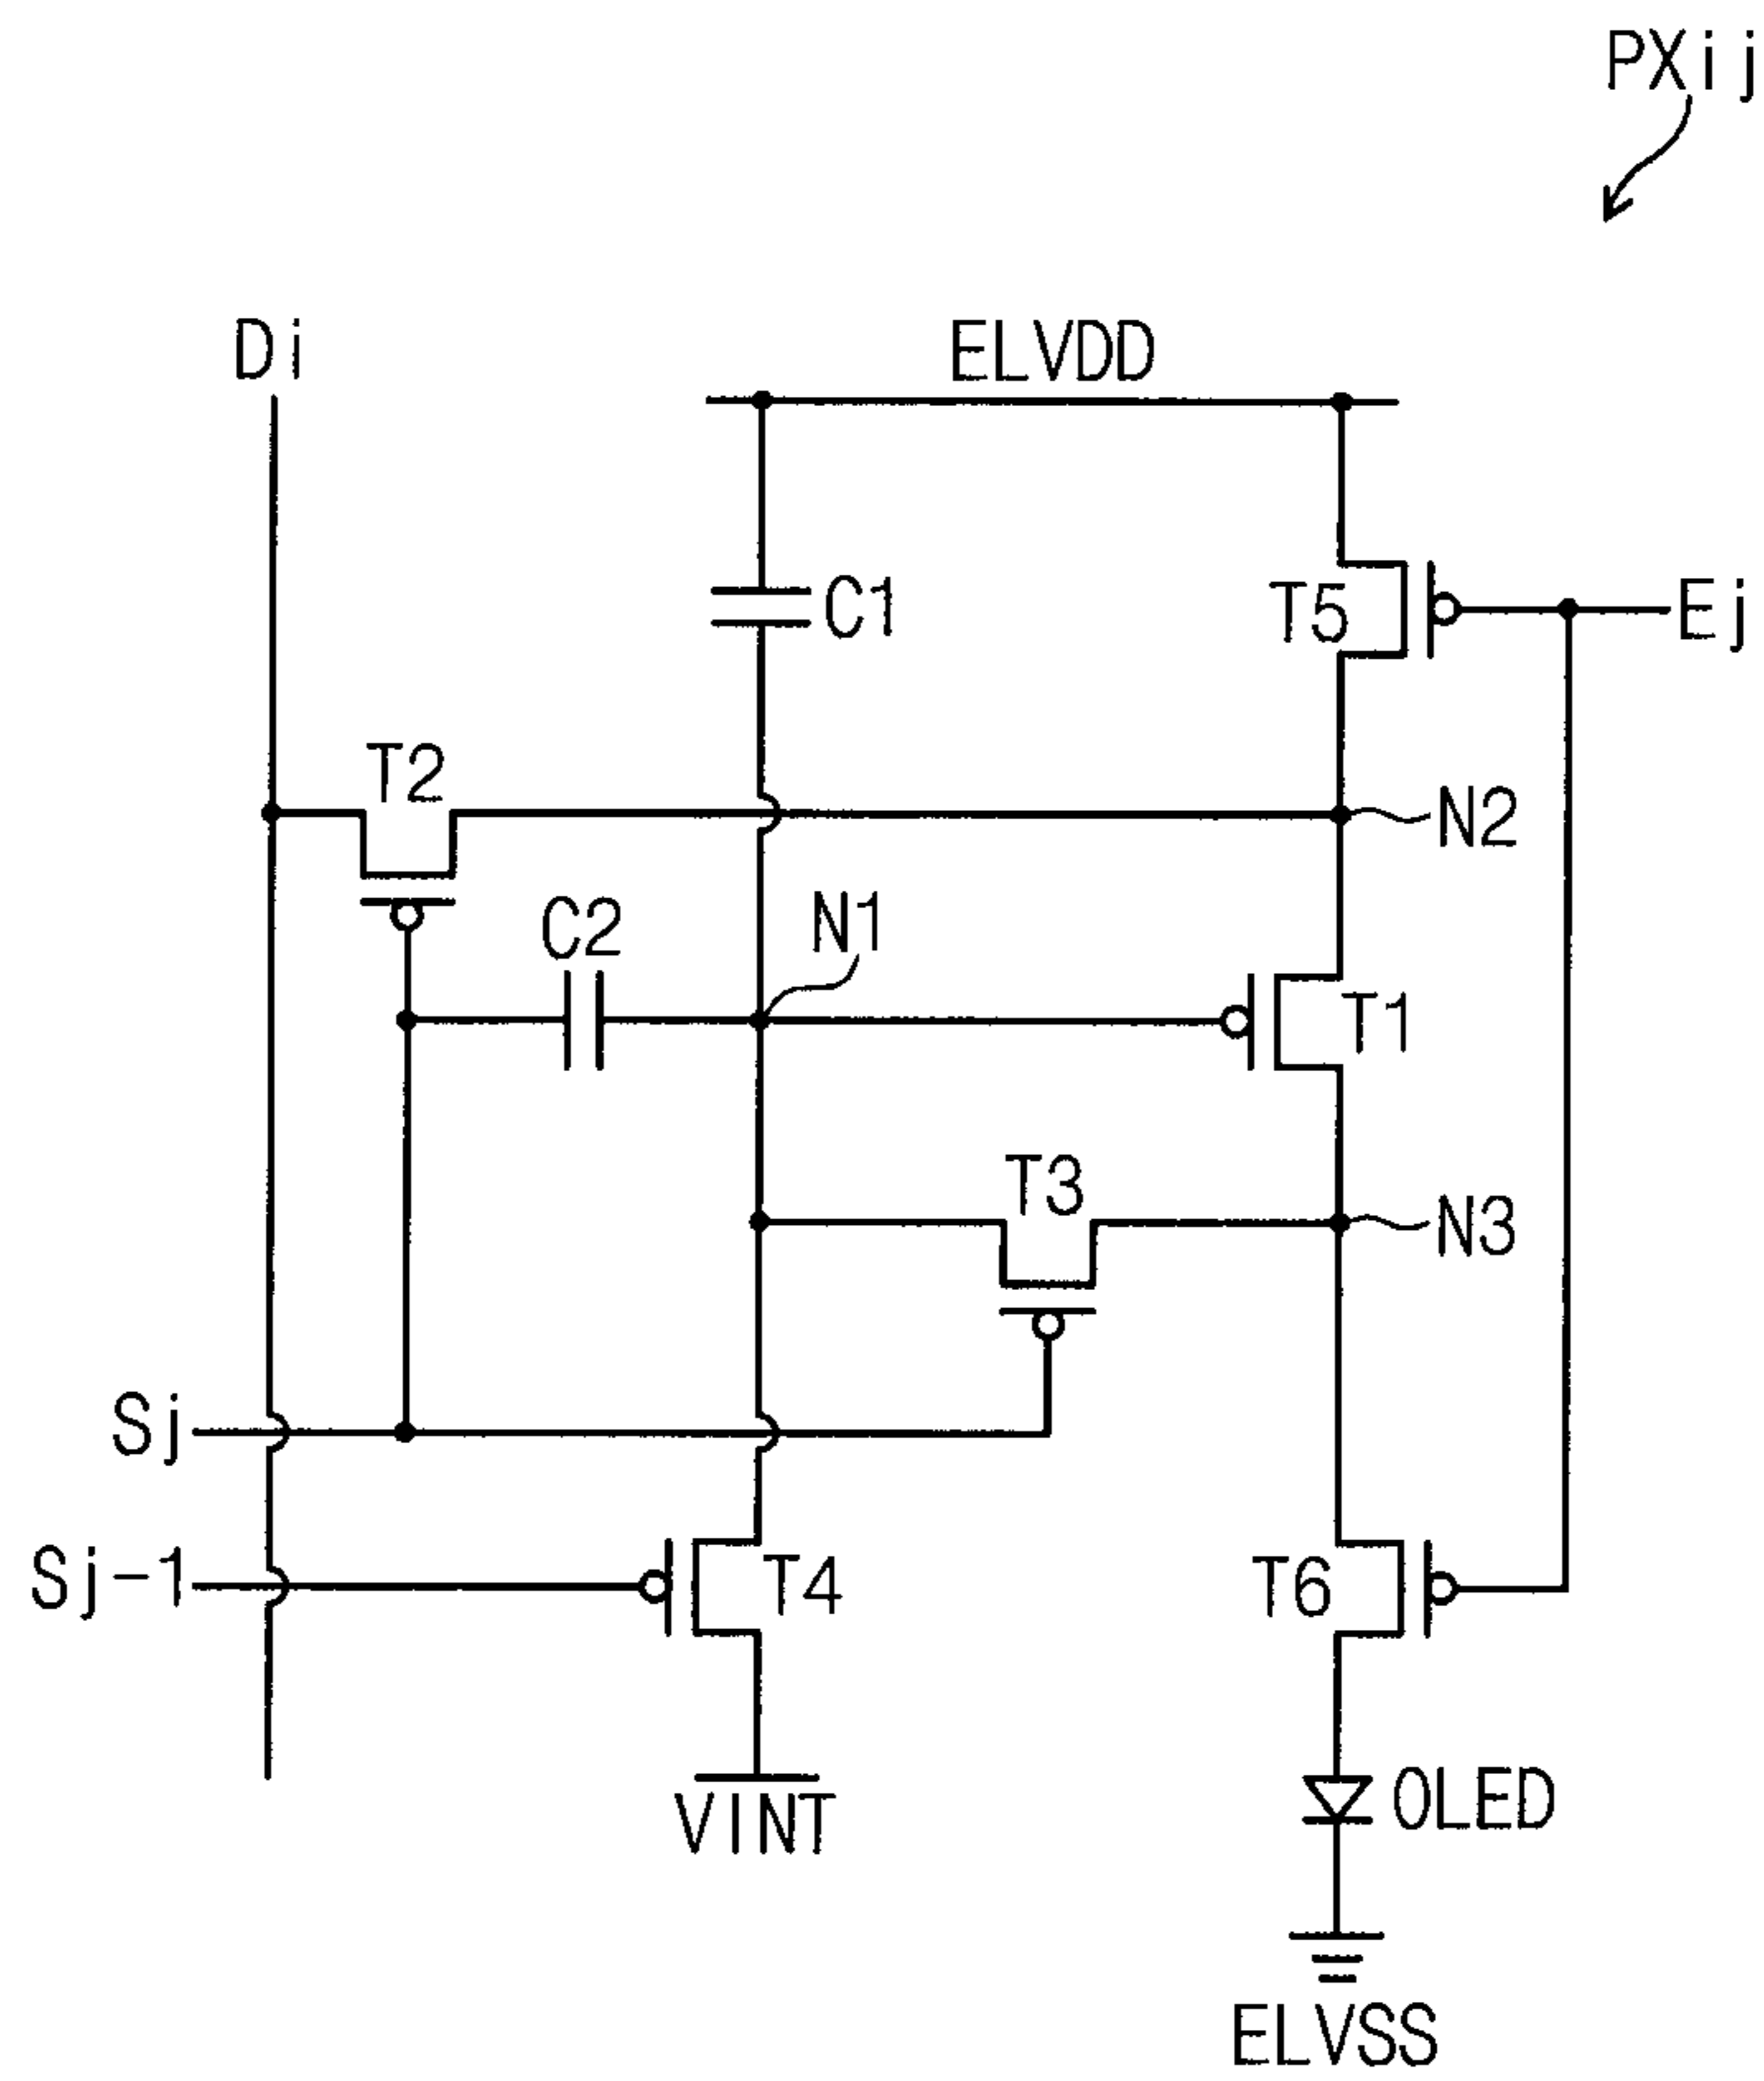 PXij
Di
ELVDD
C1
T5
Ej
T2
N2
C2
N1
T1
T3
N3
Sj
Sj-1
T4
T6
VINT
OLED
ELVSS